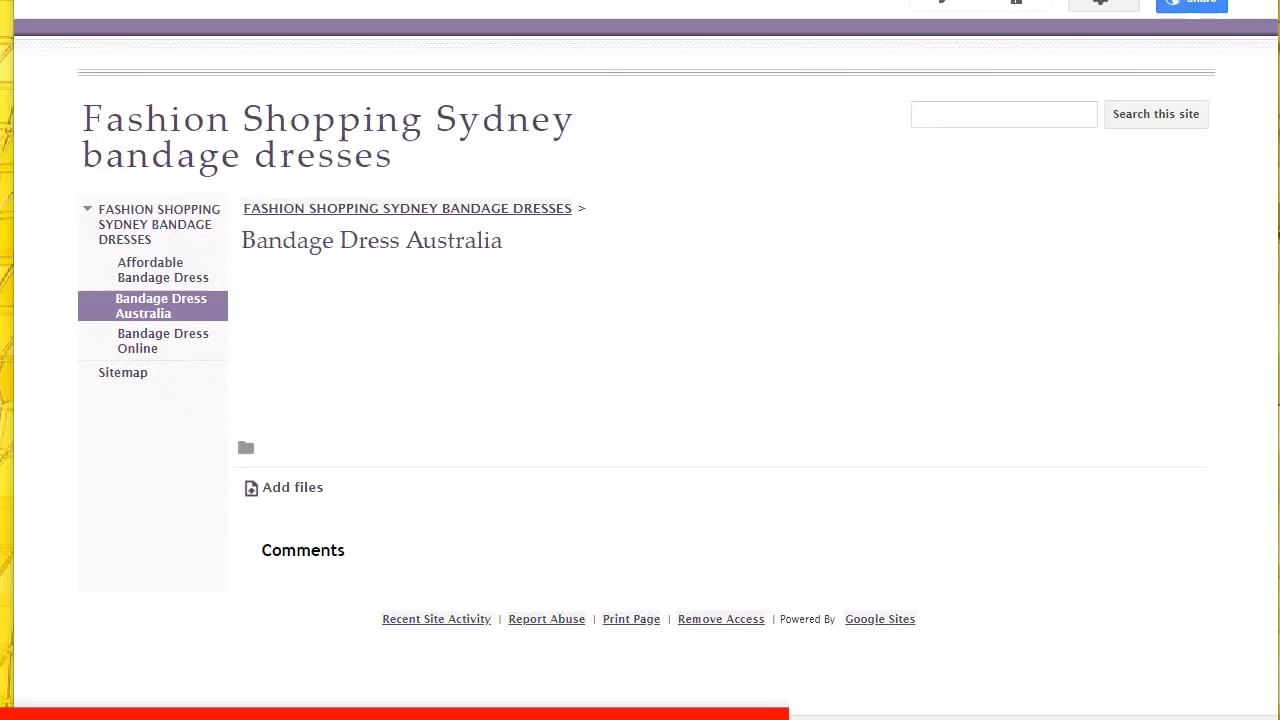 Share
Fashion Shopping Sydney
bandage dresses
Search this site
FASHION SHOPPING
SYDNEY BANDAGE
DRESSES
Affordable
Bandage Dress
Bandage Dress
Australia
Bandage Dress
Online
Sitemap
FASHION SHOPPING SYDNEY BANDAGE DRESSES >
Bandage Dress Australia
Add files
Comments
Recent Site Activity | Report Abuse | Print Page | Remove Access | Powered By Google Sites